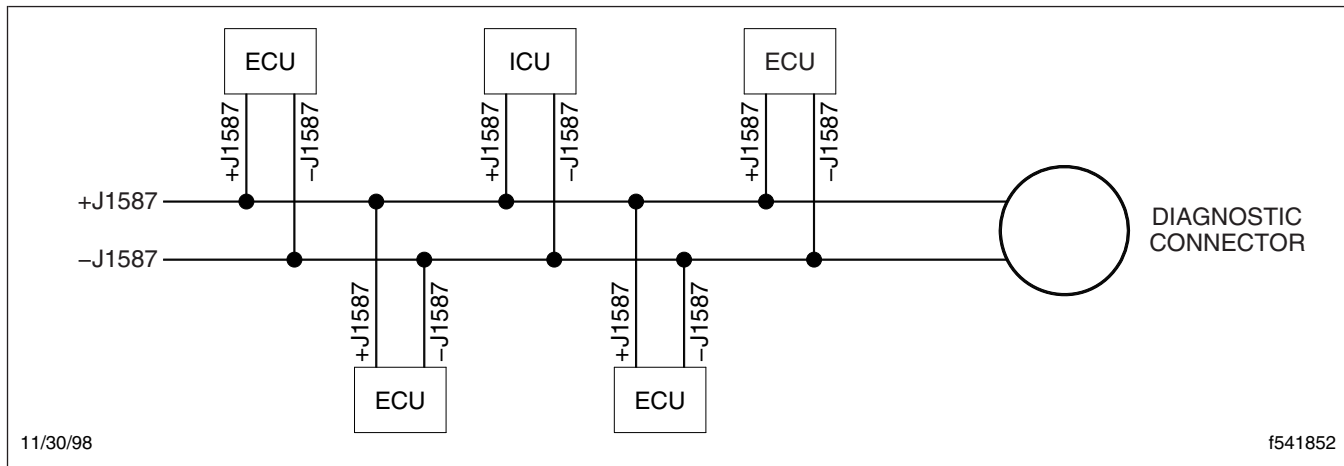 ECU
ICU
ECU
+J1587
−J1587
+J1587
−J1587
+J1587
−J1587
+J1587
−J1587
DIAGNOSTIC
CONNECTOR
+J1587
−J1587
+J1587
−J1587
ECU
ECU
11/30/98
f541852